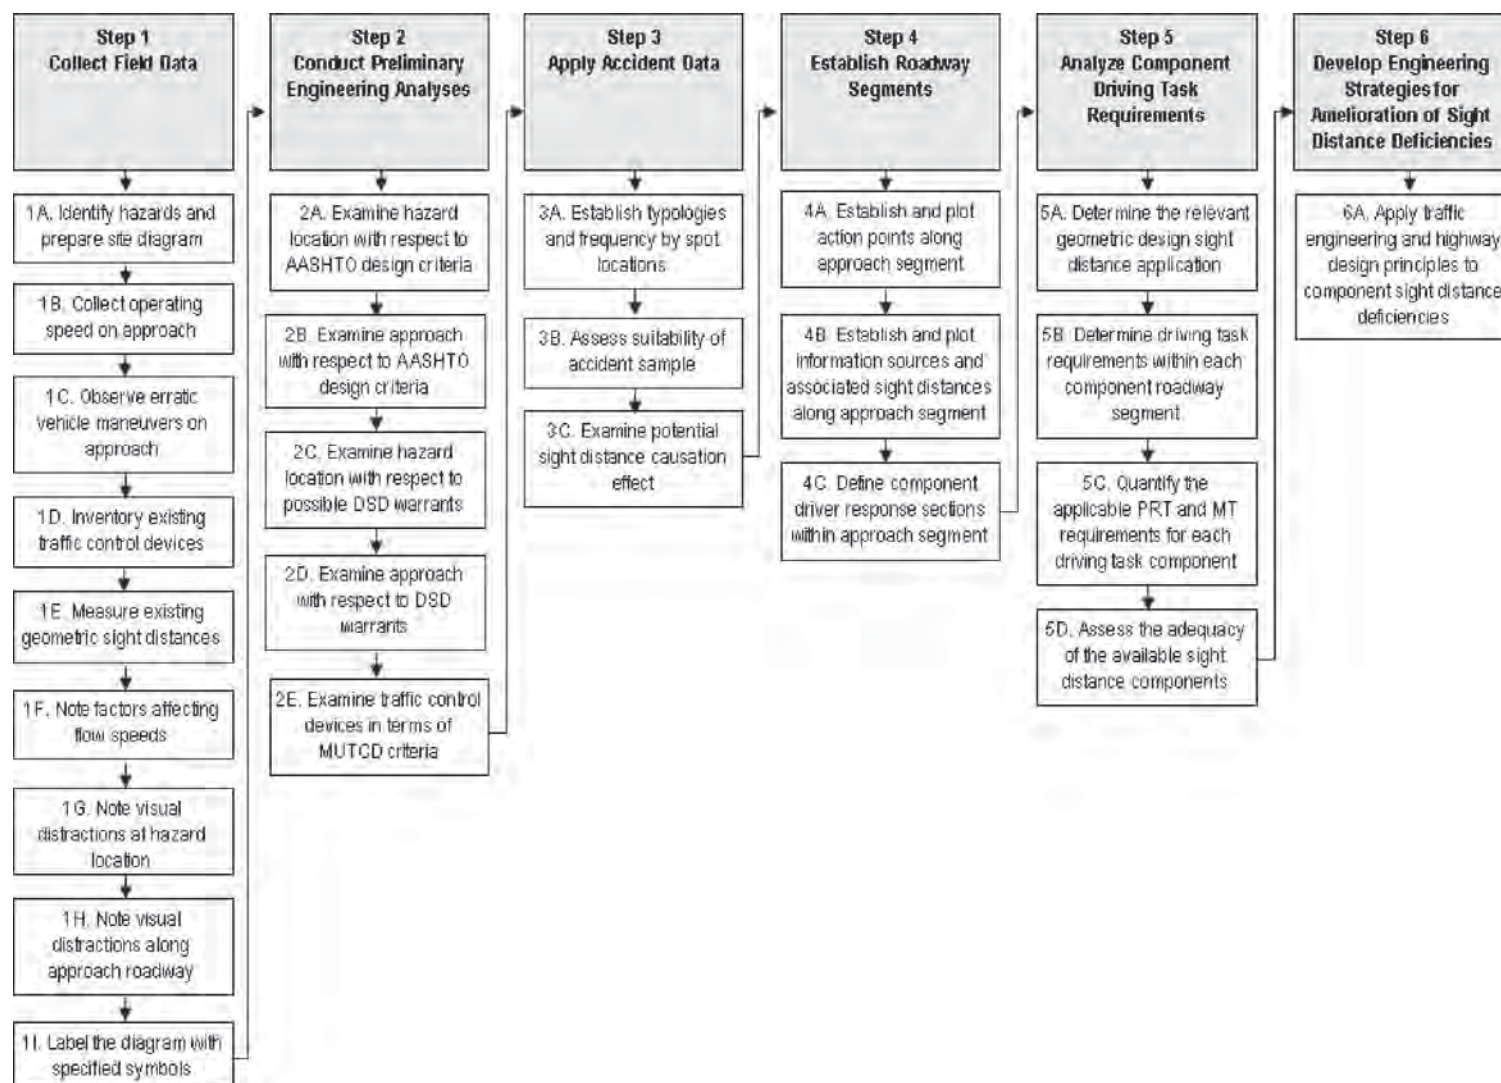 Step 1
Collect Field Data
1A. Identify hazards and
prepare site diagram
1B. Collect operating
speed on approach
1C. Observe erratic
vehicle maneuvers on
approach
1D. Inventory existing
traffic control devices
1E. Measure existing
geometric sight distances
1F. Note factors affecting
flow speeds
1G. Note visual
distractions at hazard
location
1H. Note visual
distractions along
approach roadway
1I. Label the diagram with
specified symbols
Step 2
Conduct Preliminary
Engineering Analyses
2A. Examine hazard
location with respect to
AASHTO design criteria
2B. Examine approach
with respect to AASHTO
design criteria
2C. Examine hazard
location with respect to
possible DSD warrants
2D. Examine approach
with respect to DSD
warrants
2E. Examine traffic control
devices in terms of
MUTCD criteria
Step 3
Apply Accident Data
3A. Establish typologies
and frequency by spot
locations
3B. Assess suitability of
accident sample
3C. Examine potential
sight distance causation
effect
Step 4
Establish Roadway
Segments
4A. Establish and plot
action points along
approach segment
4B. Establish and plot
information sources and
associated sight distances
along approach segment
4C. Define component
driver response sections
within approach segment
Step 5
Analyze Component
Driving Task
Requirements
5A. Determine the relevant
geometric design sight
distance application
5B. Determine driving task
requirements within each
component roadway
segment
5C. Quantify the
applicable PRT and MT
requirements for each
driving task component
5D. Assess the adequacy
of the available sight
distance components
Step 6
Develop Engineering
Strategies for
Amelioration of Sight
Distance Deficiencies
6A. Apply traffic
engineering and highway
design principles to
component sight distance
deficiencies